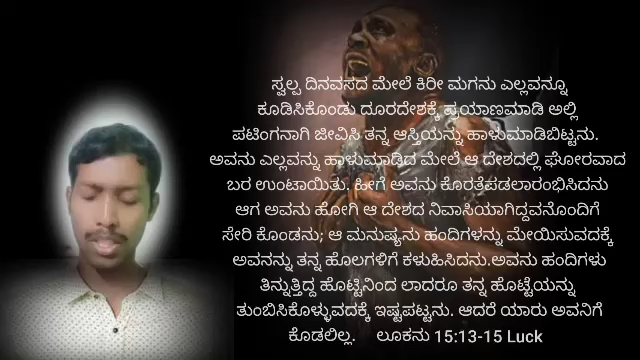 ಸ್ವಲ್ಪ ದಿನವಸದ ಮೇಲೆ ಕಿರೀ ಮಗನು ಎಲ್ಲವನ್ನೂ
ಕೂಡಿಸಿಕೊಂಡು ದೂರದೇಶಕ್ಕೆ ಪ್ರಯಾಣಮಾಡಿ ಅಲ್ಲಿ
ಪಟಿಂಗನಾಗಿ ಜೀವಿಸಿ ತನ್ನ ಆಸ್ತಿಯನ್ನು ಹಾಳುಮಾಡಿಬಿಟ್ಟನು.
ಅವನು ಎಲ್ಲವನ್ನು ಹಾಳುಮಾಡಿದ ಮೇಲೆ ಆ ದೇಶದಲ್ಲಿ ಘೋರವಾದ
ಬರ ಉಂಟಾಯಿತು. ಹೀಗೆ ಅವನು ಕೊರತೆಪಡಲಾರಂಭಿಸಿದನು
ಆಗ ಅವನು ಹೋಗಿ ಆ ದೇಶದ ನಿವಾಸಿಯಾಗಿದ್ದವನೊಂದಿಗೆ
ಸೇರಿ ಕೊಂಡನು; ಆ ಮನುಷ್ಯನು ಹಂದಿಗಳನ್ನು ಮೇಯಿಸುವದಕ್ಕೆ
ಅವನನ್ನು ತನ್ನ ಹೊಲಗಳಿಗೆ ಕಳುಹಿಸಿದನು.ಅವನು ಹಂದಿಗಳು
ತಿನ್ನುತ್ತಿದ್ದ ಹೊಟ್ಟಿನಿಂದ ಲಾದರೂ ತನ್ನ ಹೊಟ್ಟೆಯನ್ನು
ತುಂಬಿಸಿಕೊಳ್ಳುವದಕ್ಕೆ ಇಷ್ಟಪಟ್ಟನು. ಆದರೆ ಯಾರು ಅವನಿಗೆ
ಕೊಡಲಿಲ್ಲ. ಲೂಕನು 15:13-15 Luck